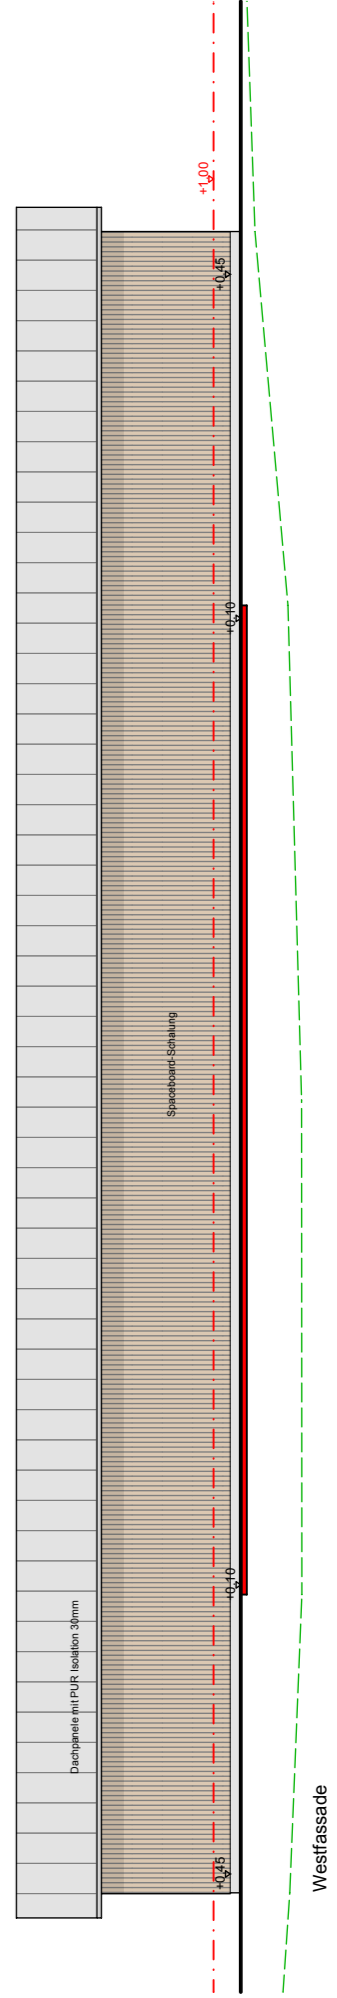 Dachpanele mit PUR Isolation 30mm
Spaceboard-Schalung
+0,45
+0,10
+0,10
+0,45
+1,00
Westfassade